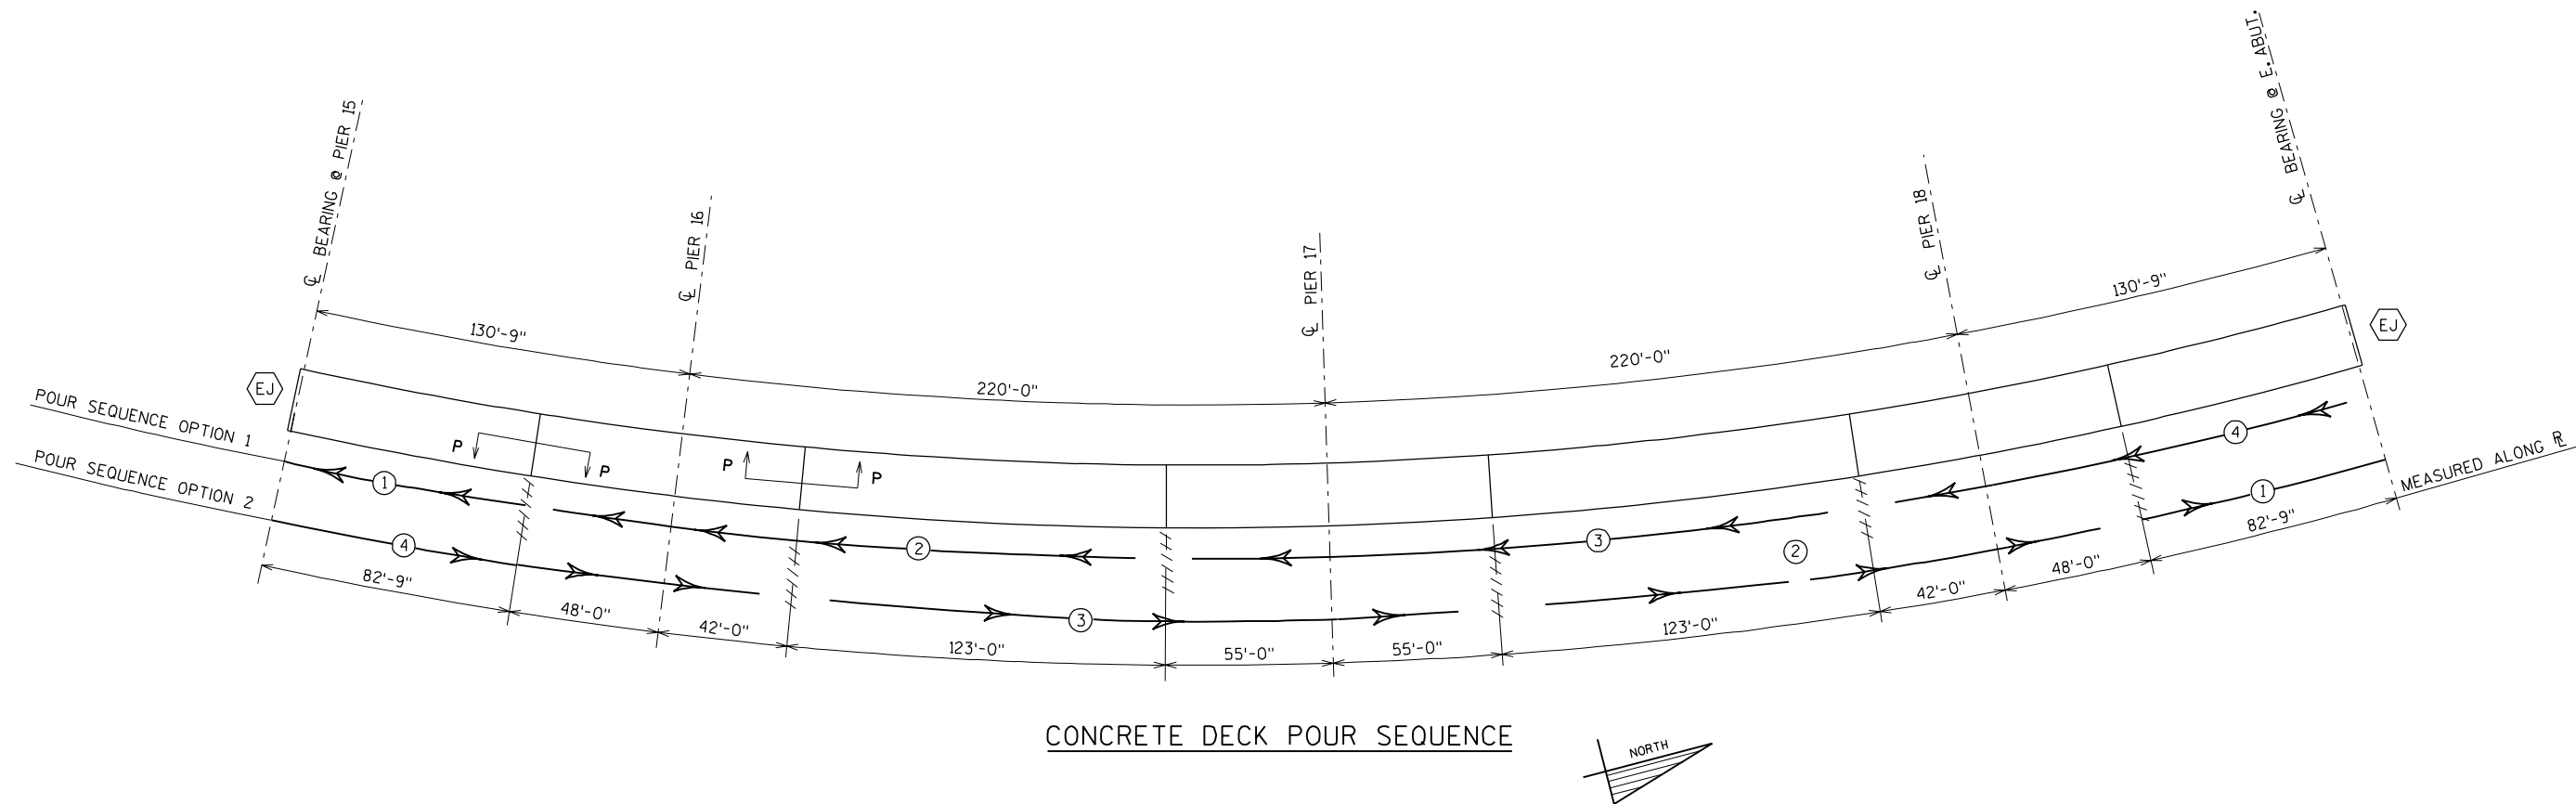 ℄ BEARING @ PIER 15
℄ PIER 16
℄ PIER 17
℄ PIER 18
℄ BEARING @ E. ABUT.
130'-9"
220'-0"
220'-0"
130'-9"
EJ
EJ
POUR SEQUENCE OPTION 1
POUR SEQUENCE OPTION 2
P
P
P
P
1
2
3
4
4
3
2
1
MEASURED ALONG ℞
82'-9"
48'-0"
42'-0"
123'-0"
55'-0"
55'-0"
123'-0"
42'-0"
48'-0"
82'-9"
CONCRETE DECK POUR SEQUENCE
NORTH